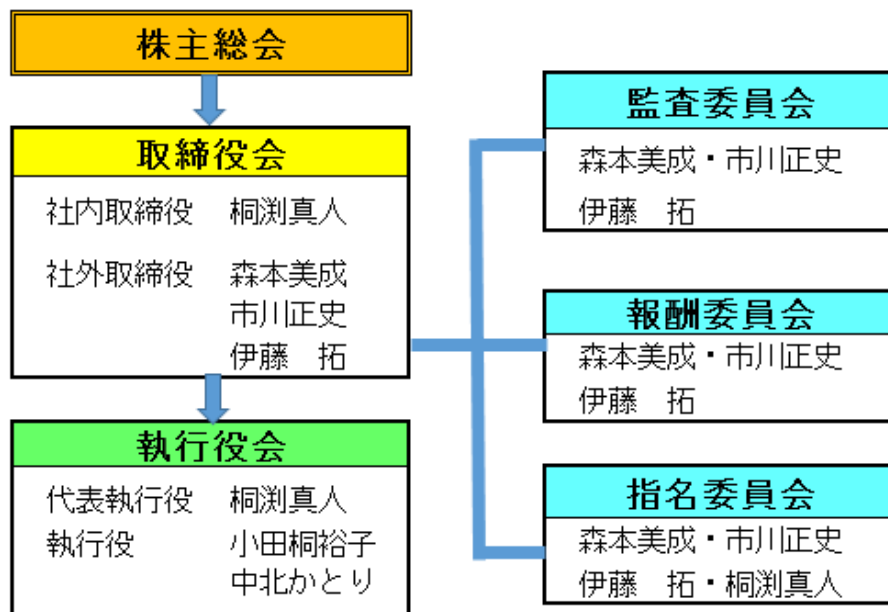 株主総会
取締役会
社内取締役　桐渕真人
社外取締役　森本美成
市川正史
伊藤　拓
執行役会
代表執行役　桐渕真人
執行役　小田桐裕子
中北かとり
監査委員会
森本美成・市川正史
伊藤　拓
報酬委員会
森本美成・市川正史
伊藤　拓
指名委員会
森本美成・市川正史
伊藤　拓・桐渕真人